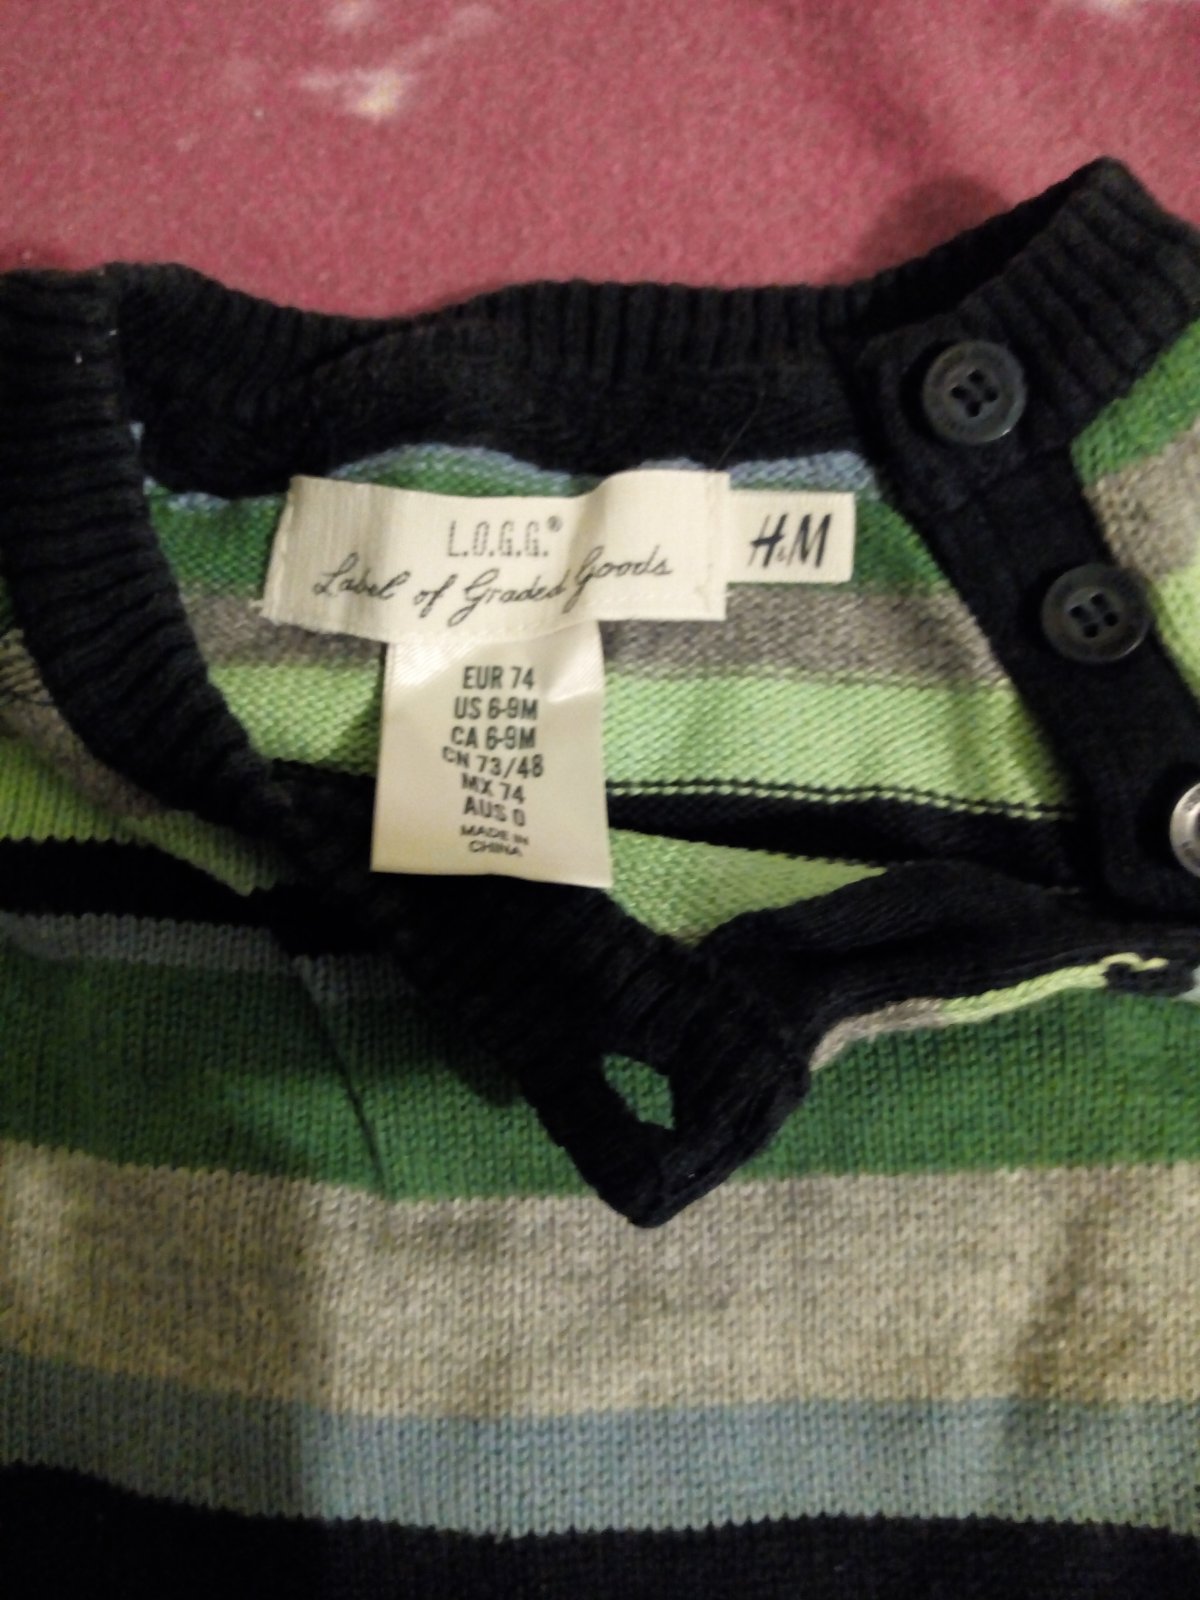 L.O.G.G.®
Label of Graded Goods
H&M
EUR 74
US 6-9M
CA 6-9M
CN 73/48
MX 74
AUS 0
MADE IN
CHINA